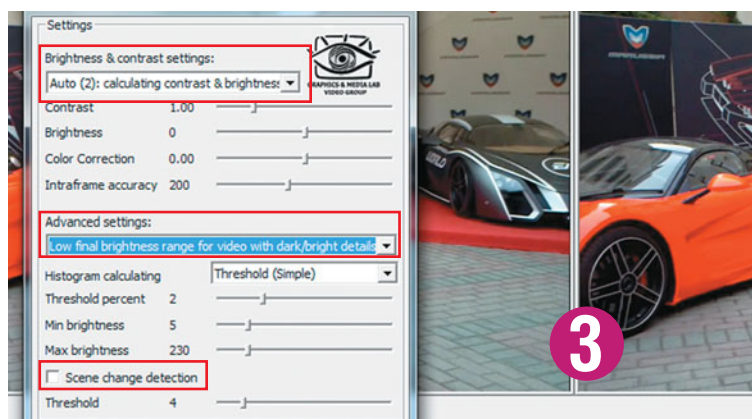 Settings
Brightness & contrast settings:
Auto (2): calculating contrast & brightness
GRAPHICS & MEDIA LAB
VIDEO GROUP
Contrast 1.00
Brightness 0
Color Correction 0.00
Intraframe accuracy 200
Advanced settings:
Low final brightness range for video with dark/bright details
Histogram calculating Threshold (Simple)
Threshold percent 2
Min brightness 5
Max brightness 230
Scene change detection
Threshold 4
MARUSSIA
3